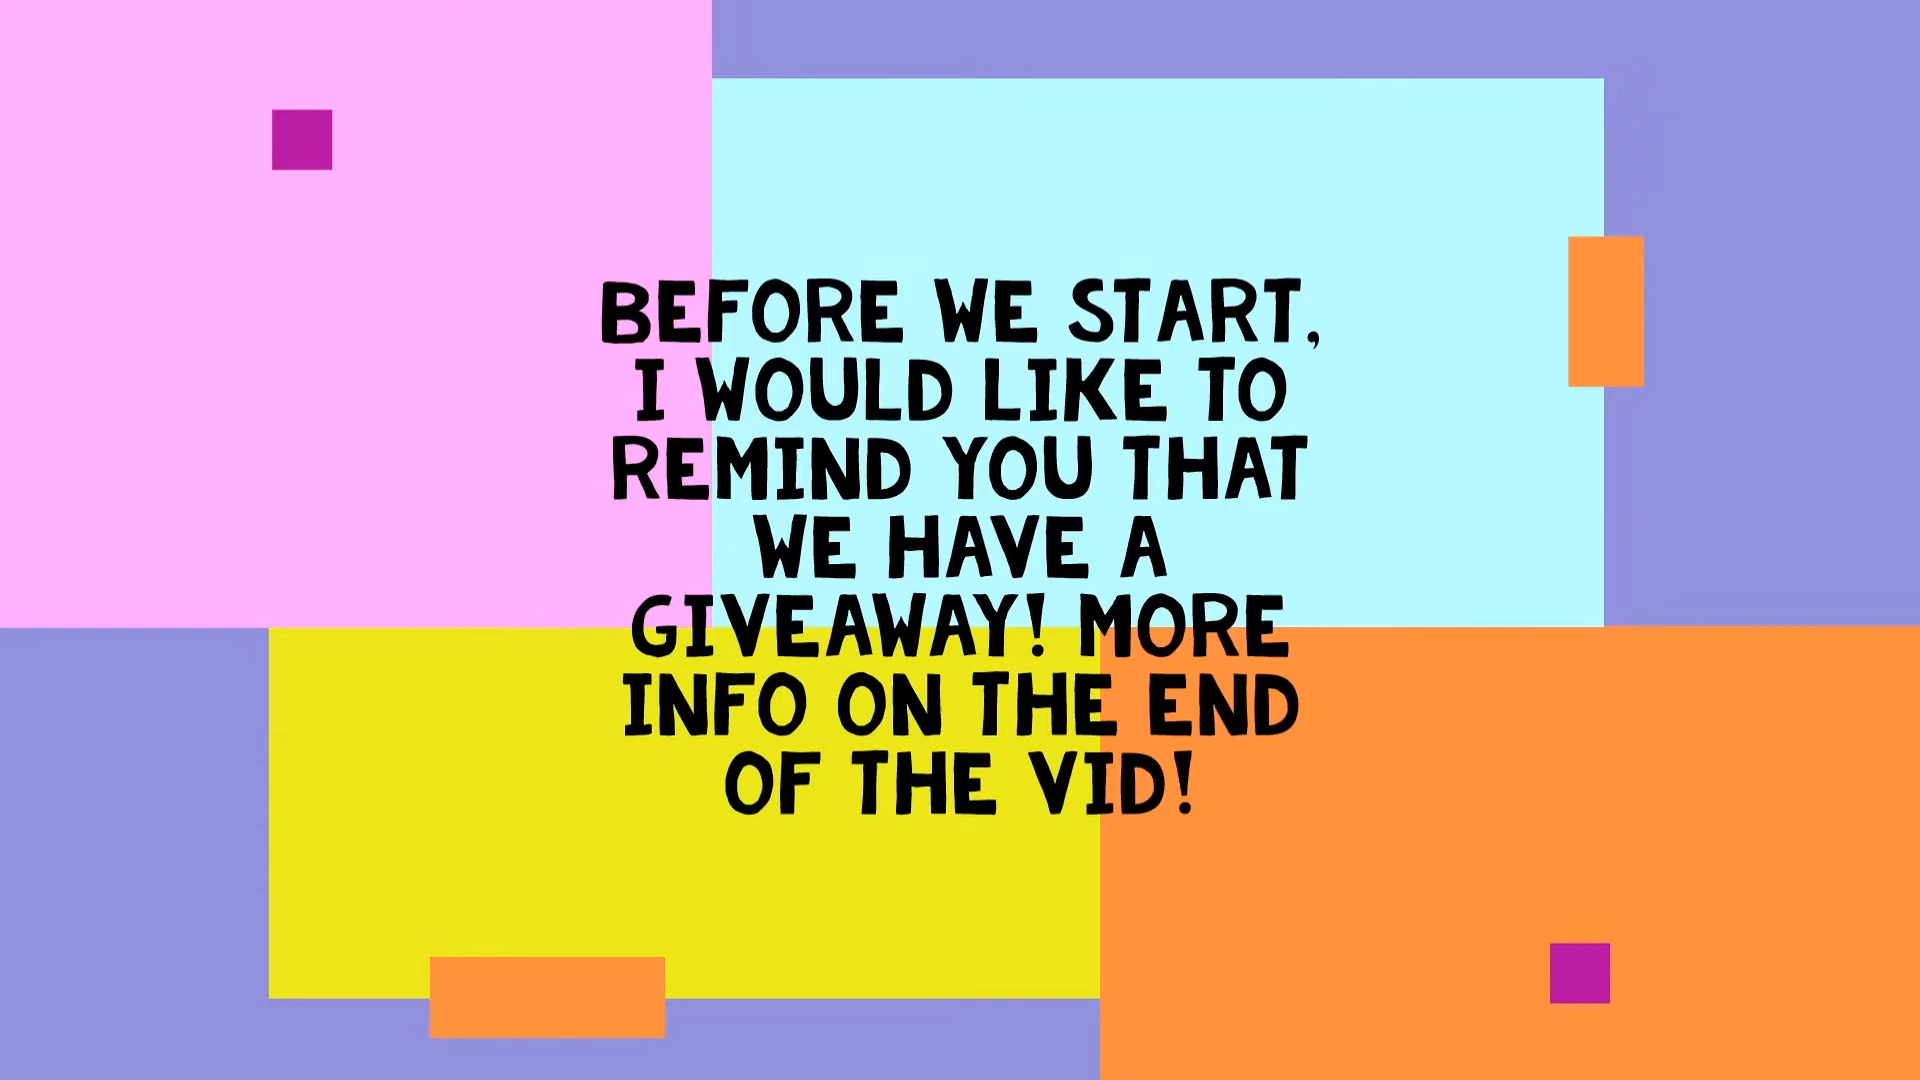 BEFORE WE START,
I WOULD LIKE TO
REMIND YOU THAT
WE HAVE A
GIVEAWAY! MORE
INFO ON THE END
OF THE VID!